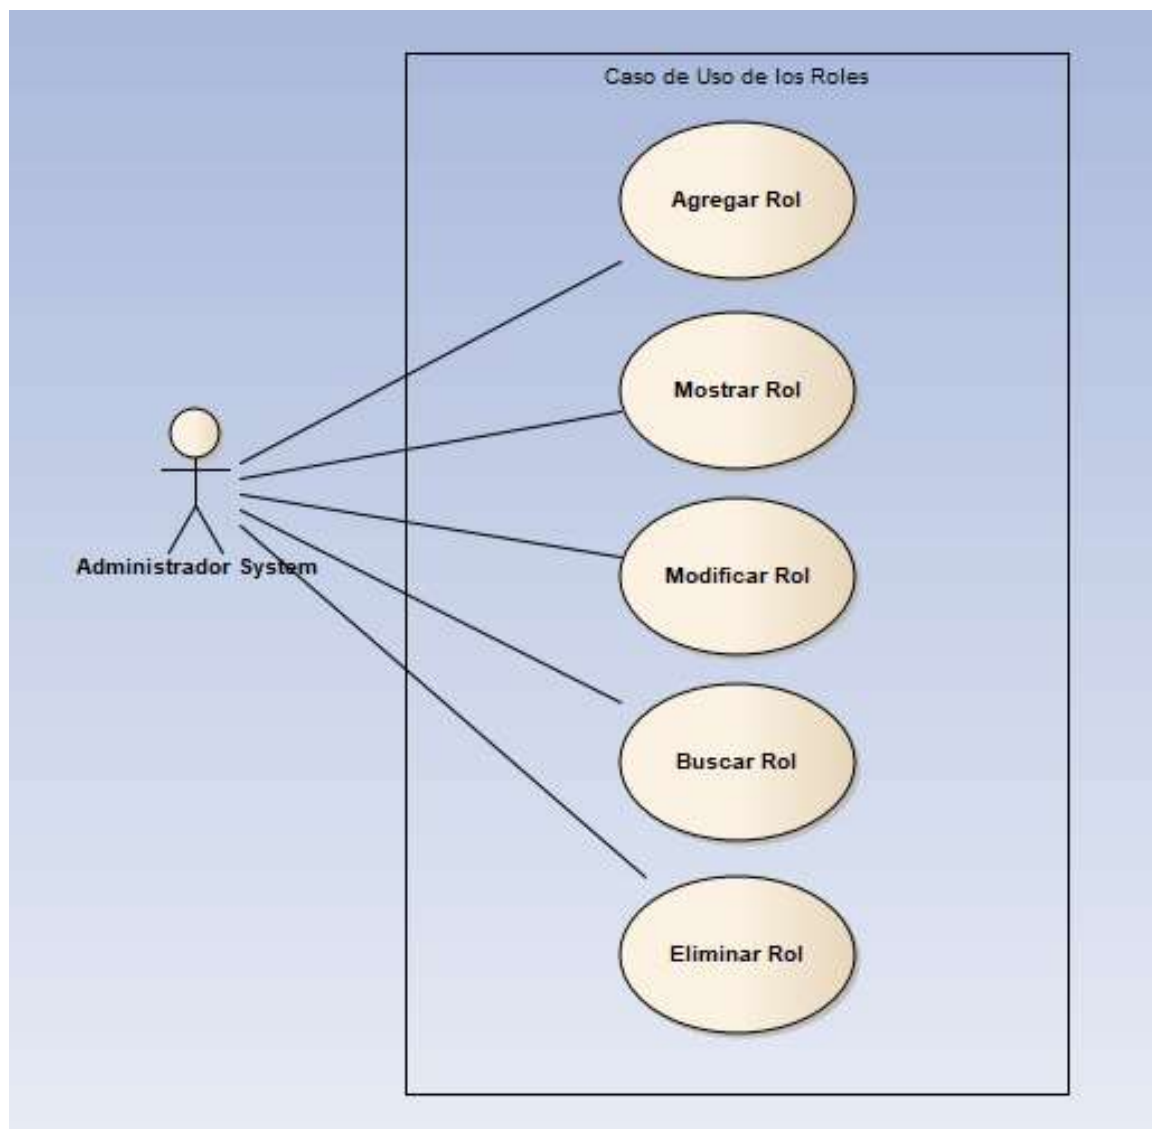 Caso de Uso de los Roles
Agregar Rol
Mostrar Rol
Modificar Rol
Administrador System
Buscar Rol
Eliminar Rol